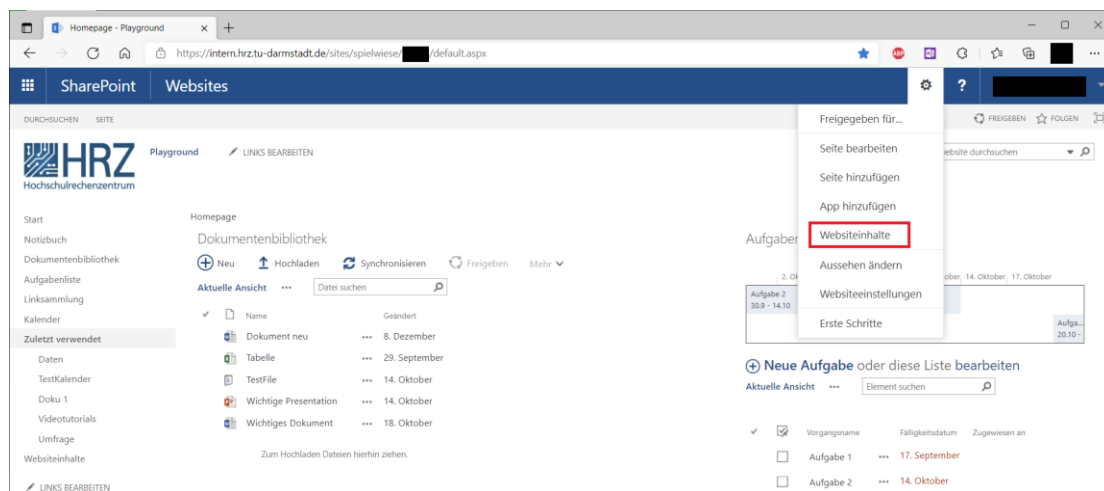 Homepage - Playground
https://intern.hrz.tu-darmstadt.de/sites/spielwiese/ /default.aspx
ABP
SharePoint Websites ?
DURCHSUCHEN SEITE
FREIGEBEN FOLGEN
HRZ
Hochschulrechenzentrum
Playground LINKS BEARBEITEN
ebsite durchsuchen
Freigegeben für...
Seite bearbeiten
Seite hinzufügen
App hinzufügen
Websiteinhalte
Aussehen ändern
Websiteeinstellungen
Erste Schritte
Start
Notizbuch
Dokumentenbibliothek
Aufgabenliste
Linksammlung
Kalender
Zuletzt verwendet
Daten
TestKalender
Doku 1
Videotutorials
Umfrage
Websiteinhalte
LINKS BEARBEITEN
Homepage
Dokumentenbibliothek
Neu Hochladen Synchronisieren Freigeben Mehr
Aktuelle Ansicht ••• Datei suchen
Name Geändert
Dokument neu ••• 8. Dezember
Tabelle ••• 29. September
TestFile ••• 14. Oktober
Wichtige Presentation ••• 14. Oktober
Wichtiges Dokument ••• 18. Oktober
Zum Hochladen Dateien hierhin ziehen.
Aufgaben
2. Ok ober 14. Oktober 17. Oktober
Aufgabe 2
30.9 - 14.10
Aufga...
20.10 -
Neue Aufgabe oder diese Liste bearbeiten
Aktuelle Ansicht ••• Element suchen
Vorgangsname Fälligkeitsdatum Zugewiesen an
Aufgabe 1 ••• 17. September
Aufgabe 2 ••• 14. Oktober